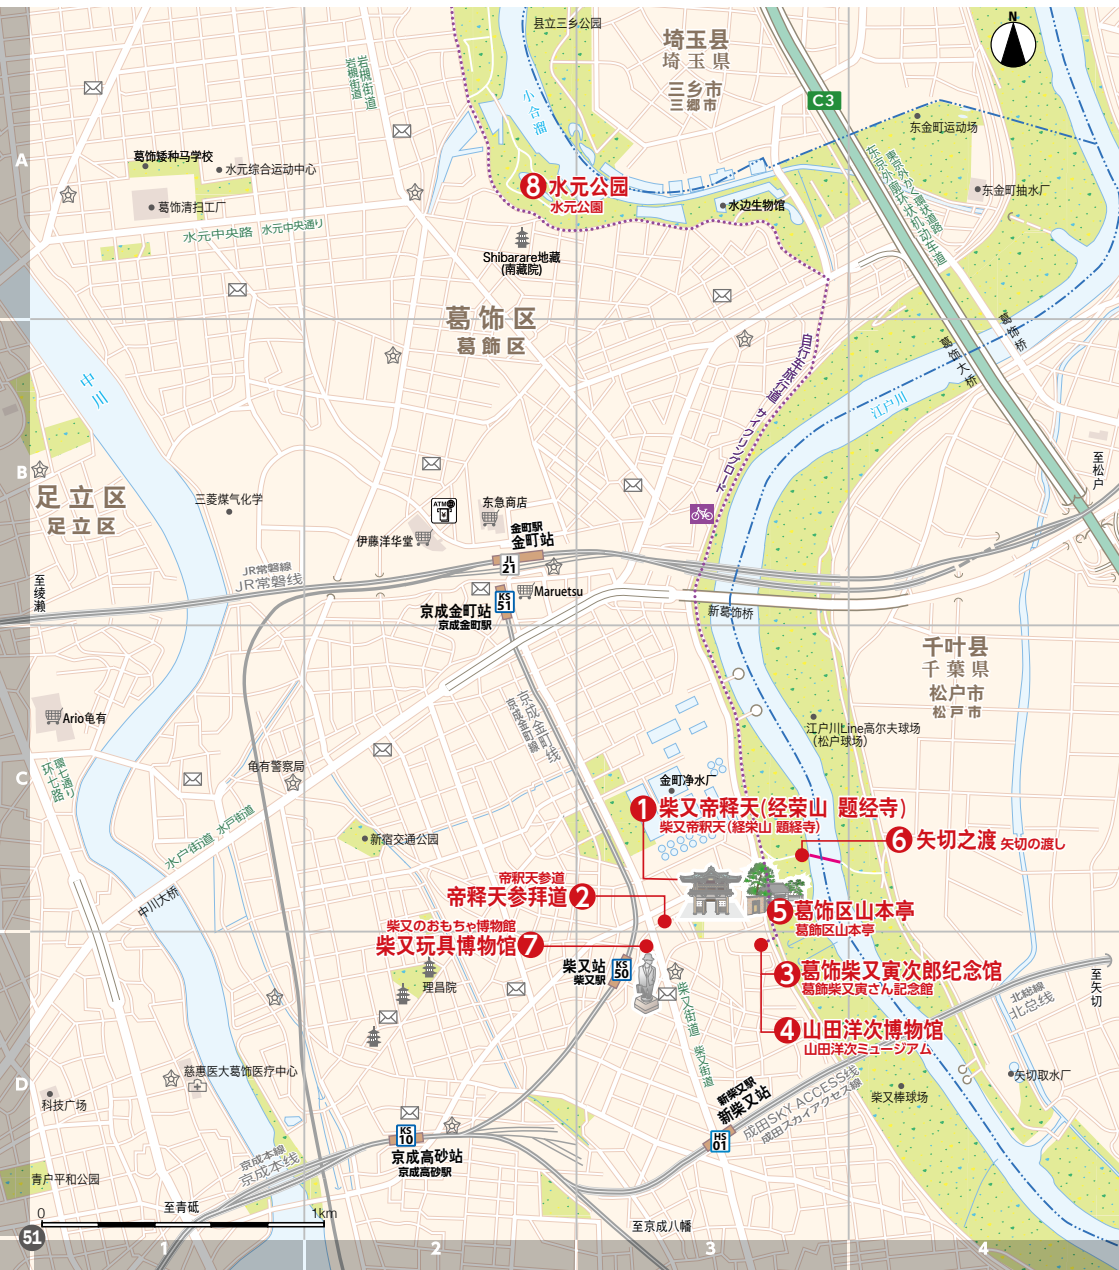 县立三乡公园
N
埼玉县
埼玉県
三乡市
三郷市
C3
岩槻街道
岩槻街道
小合溜
东金町运动场
A
葛饰矮种马学校
水元综合运动中心
东京外廓环状机动车道
東京外かく環状道路
东金町抽水厂
葛饰清扫工厂
8 水元公园
水元公園
水边生物馆
水元中央路 水元中央通り
Shibarare地藏
(南藏院)
葛饰区
葛飾区
葛饰桥
葛饰大桥
自行车旅行道 サイクリングロード
中川
江户川
B
足立区
足立区
至松户
三菱煤气化学
ATM
¥
东急商店
伊藤洋华堂
金町駅
金町站
JL
21
JR常磐線
JR常磐线
至绫濑
Maruetsu
KS
51
京成金町站
京成金町駅
新葛饰桥
千叶县
千葉県
松户市
松戸市
京成金町线
京成金町線
Ario龟有
江户川Line高尔夫球场
(松户球场)
C
环七路
環七通り
龟有警察局
金町净水厂
1 柴又帝释天(经荣山 题经寺)
柴又帝釈天(経栄山 題経寺)
水户街道 水戸街道
新宿交通公园
6 矢切之渡 矢切の渡し
帝釈天参道
帝释天参拜道 2
中川大桥
5 葛饰区山本亭
葛飾区山本亭
柴又のおもちゃ博物館
柴又玩具博物馆 7
柴又站
柴又駅
KS
50
3 葛饰柴又寅次郎纪念馆
葛飾柴又寅さん記念館
理昌院
至矢切
北総線
北总线
柴又街道 柴又街道
4 山田洋次博物馆
山田洋次ミュージアム
D
慈惠医大葛饰医疗中心
矢切取水厂
科技广场
柴又棒球场
新柴又駅
新柴又站
成田SKY ACCESS线
成田スカイアクセス線
HS
01
KS
10
京成高砂站
京成高砂駅
京成本線
京成本线
青户平和公园
至青砥
0 1km
至京成八幡
51
1 2 3 4